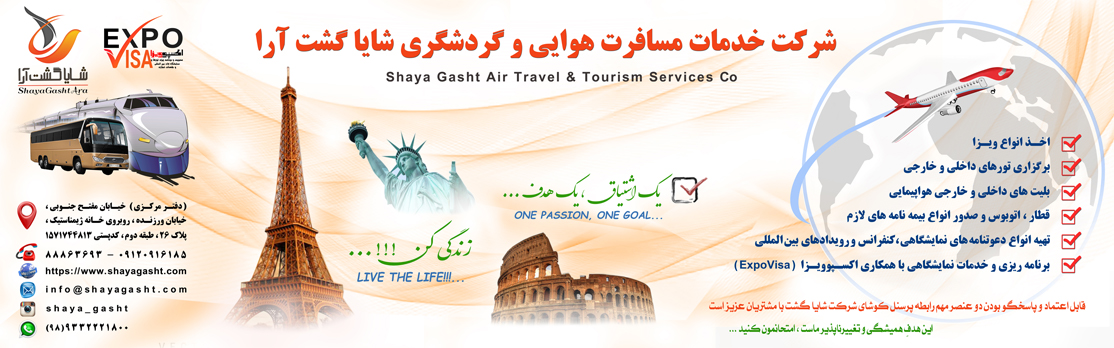 شرکت خدمات مسافرت هوایی و گردشگری شایا گشت آرا
Shaya Gasht Air Travel & Tourism Services Co
EXPO
VISA
اکسپوویزا
شایا گشت آرا
ShayaGashtAra
اخذ انواع ویزا
برگزاری تورهای داخلی و خارجی
بلیت های داخلی و خارجی هواپیمایی
قطار ، اتوبوس و صدور انواع بیمه نامه های لازم
تهیه انواع دعوتنامه‌های نمایشگاهی،کنفرانس و رویدادهای بین‌المللی
برنامه ریزی و خدمات نمایشگاهی با همکاری اکسپوویزا (ExpoVisa)
یک اشتیاق ، یک هدف ...
ONE PASSION, ONE GOAL...
زندگی کن !!! ...
LIVE THE LIFE!!!...
(دفتر مرکزی) خیابان مفتح جنوبی ،
خیابان ورزنده ، روبروی خانه ژیمناستیک ،
پلاک ۲۶ ، طبقه دوم ، کدپستی ۱۵۷۱۷۴۴۸۱۳
۸۸۸۶۳۶۹۳ – ۰۹۱۲۰۹۱۶۱۸۵
https://www.shayagasht.com
info@shayagasht.com
shaya_gasht
(۹۸)۹۳۳۲۲۲۱۸۰۰
قابل اعتماد و پاسخگو بودن دو عنصر مهم رابطه پرسنل کوشای شرکت شایا گشت با مشتریان عزیز است
این هدف همیشگی و تغییرناپذیر ماست ، امتحانمون کنید ...